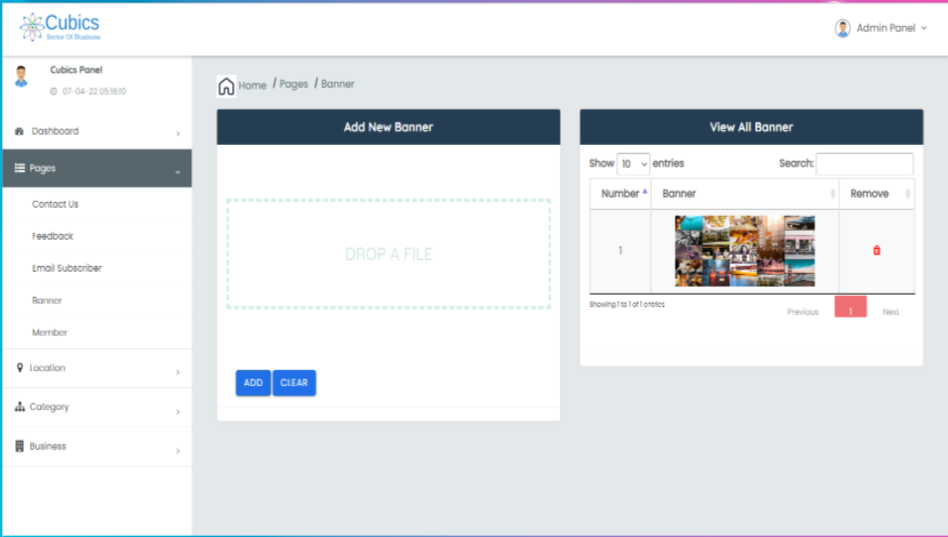 Cubics
Sector Of Business
Admin Panel
Cubics Panel
07-04-22 05:16:10
Home / Pages / Banner
Dashboard
Pages
Contact Us
Feedback
Email Subscriber
Banner
Member
Location
Category
Business
Add New Banner
DROP A FILE
ADD CLEAR
View All Banner
Show 10 entries Search:
Number Banner Remove
1
Showing 1 to 1 of 1 entries
Previous 1 Next